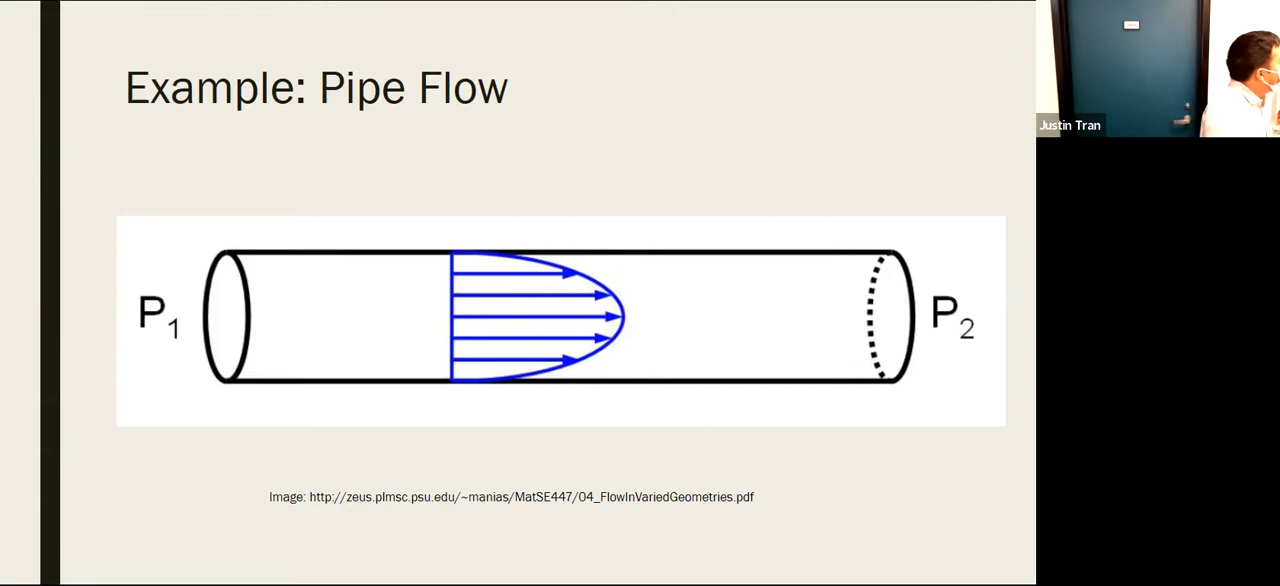 Example: Pipe Flow
P1
P2
Image: http://zeus.plmsc.psu.edu/~manias/MatSE447/04_FlowInVariedGeometries.pdf
Justin Tran